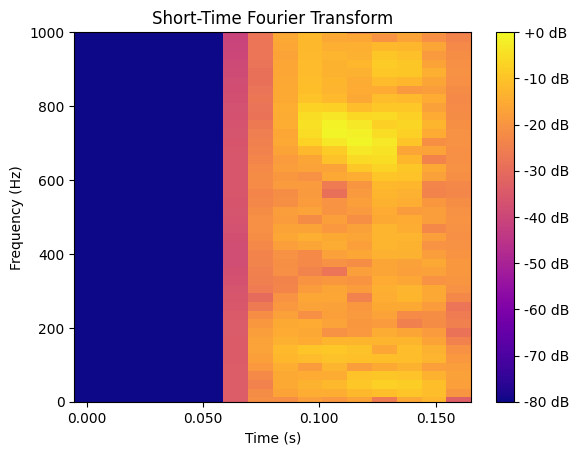 Short-Time Fourier Transform
Frequency (Hz)
1000
800
600
400
200
0
0.000
0.050
0.100
0.150
Time (s)
+0 dB
-10 dB
-20 dB
-30 dB
-40 dB
-50 dB
-60 dB
-70 dB
-80 dB